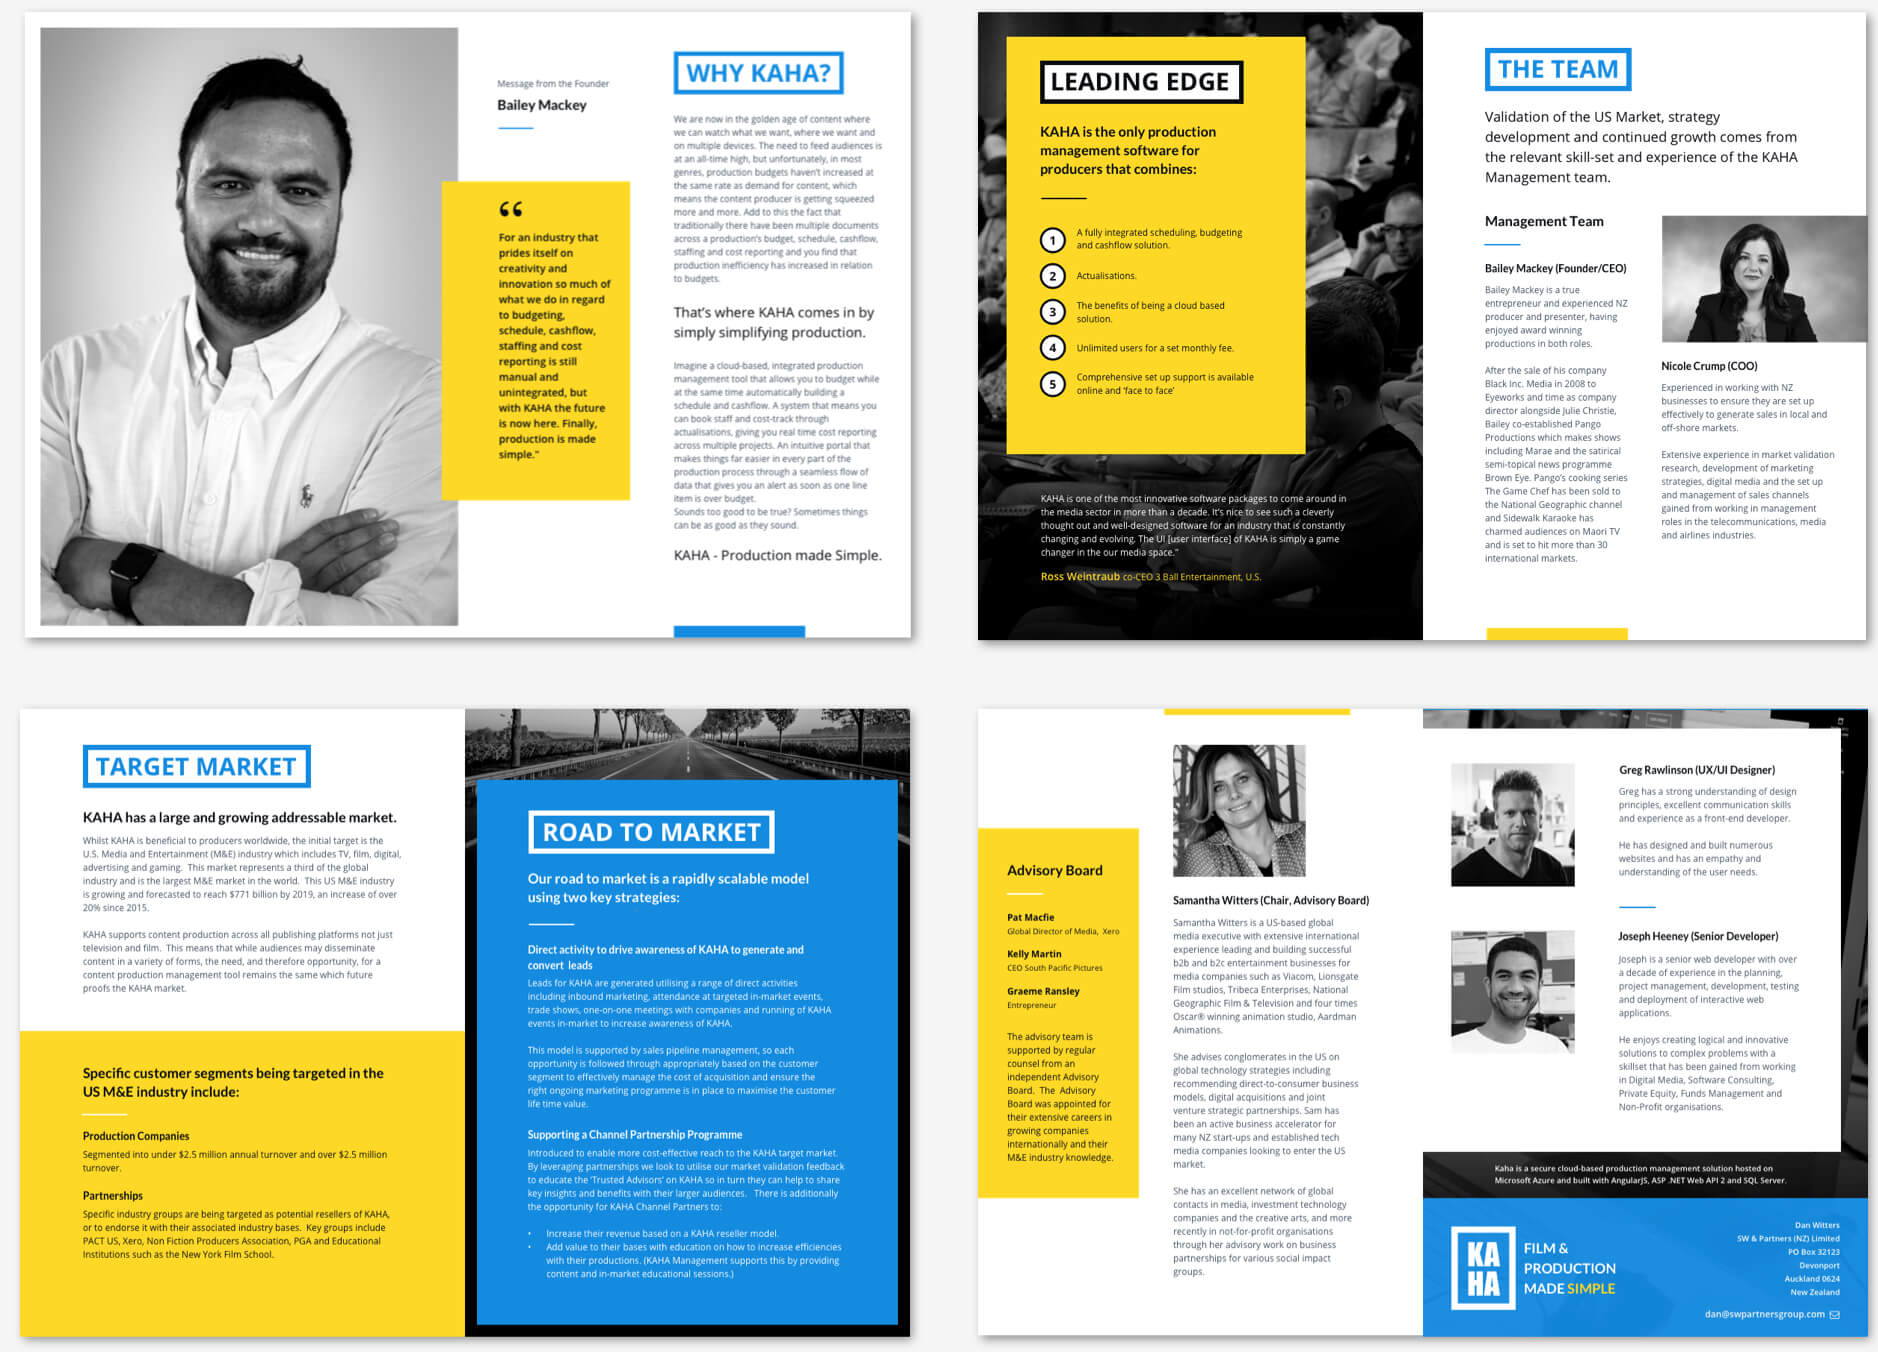 Message from the Founder
Bailey Mackey
“
For an industry that
prides itself on
creativity and
innovation so much of
what we do in regard
to budgeting,
schedule, cashflow,
staffing and cost
reporting is still
manual and
unintegrated, but
with KAHA the future
is now here. Finally,
production is made
simple."
WHY KAHA?
We are now in the golden age of content where
we can watch what we want, where we want and
on multiple devices. The need to feed audiences is
at an all-time high, but unfortunately, in most
genres, production budgets haven't increased at
the same rate as demand for content, which
means the content producer is getting squeezed
more and more. Add to this the fact that
traditionally there have been multiple documents
across a production's budget, schedule, cashflow,
staffing and cost reporting and you find that
production inefficiency has increased in relation
to budgets.
That's where KAHA comes in by
simply simplifying production.
Imagine a cloud-based, integrated production
management tool that allows you to budget while
at the same time automatically building a
schedule and cashflow. A system that means you
can book staff and cost-track through
actualisations, giving you real time cost reporting
across multiple projects. An intuitive portal that
makes things far easier in every part of the
production process through a seamless flow of
data that gives you an alert as soon as one line
item is over budget.
Sounds too good to be true? Sometimes things
can be as good as they sound.
KAHA - Production made Simple.
LEADING EDGE
KAHA is the only production
management software for
producers that combines:
1 A fully integrated scheduling, budgeting
and cashflow solution.
2 Actualisations.
3 The benefits of being a cloud based
solution.
4 Unlimited users for a set monthly fee.
5 Comprehensive set up support is available
online and 'face to face'
KAHA is one of the most innovative software packages to come around in
the media sector in more than a decade. It's nice to see such a cleverly
thought out and well-designed software for an industry that is constantly
changing and evolving. The UI [user interface] of KAHA is simply a game
changer in the our media space."
Ross Weintraub co-CEO 3 Ball Entertainment, U.S.
THE TEAM
Validation of the US Market, strategy
development and continued growth comes from
the relevant skill-set and experience of the KAHA
Management team.
Management Team
Bailey Mackey (Founder/CEO)
Bailey Mackey is a true
entrepreneur and experienced NZ
producer and presenter, having
enjoyed award winning
productions in both roles.
After the sale of his company
Black Inc. Media in 2008 to
Eyeworks and time as company
director alongside Julie Christie,
Bailey co-established Pango
Productions which makes shows
including Marae and the satirical
semi-topical news programme
Brown Eye. Pango's cooking series
The Game Chef has been sold to
the National Geographic channel
and Sidewalk Karaoke has
charmed audiences on Maori TV
and is set to hit more than 30
international markets.
Nicole Crump (COO)
Experienced in working with NZ
businesses to ensure they are set up
effectively to generate sales in local and
off-shore markets.
Extensive experience in market validation
research, development of marketing
strategies, digital media and the set up
and management of sales channels
gained from working in management
roles in the telecommunications, media
and airlines industries.
TARGET MARKET
KAHA has a large and growing addressable market.
Whilst KAHA is beneficial to producers worldwide, the initial target is the
U.S. Media and Entertainment (M&E) industry which includes TV, film, digital,
advertising and gaming. This market represents a third of the global
industry and is the largest M&E market in the world. This US M&E industry
is growing and forecasted to reach $771 billion by 2019, an increase of over
20% since 2015.
KAHA supports content production across all publishing platforms not just
television and film. This means that while audiences may disseminate
content in a variety of forms, the need, and therefore opportunity, for a
content production management tool remains the same which future
proofs the KAHA market.
Specific customer segments being targeted in the
US M&E industry include:
Production Companies
Segmented into under $2.5 million annual turnover and over $2.5 million
turnover.
Partnerships
Specific industry groups are being targeted as potential resellers of KAHA,
or to endorse it with their associated industry bases. Key groups include
PACT US, Xero, Non Fiction Producers Association, PGA and Educational
Institutions such as the New York Film School.
ROAD TO MARKET
Our road to market is a rapidly scalable model
using two key strategies:
Direct activity to drive awareness of KAHA to generate and
convert leads
Leads for KAHA are generated utilising a range of direct activities
including inbound marketing, attendance at targeted in-market events,
trade shows, one-on-one meetings with companies and running of KAHA
events in-market to increase awareness of KAHA.
This model is supported by sales pipeline management, so each
opportunity is followed through appropriately based on the customer
segment to effectively manage the cost of acquisition and ensure the
right ongoing marketing programme is in place to maximise the customer
life time value.
Supporting a Channel Partnership Programme
Introduced to enable more cost-effective reach to the KAHA target market.
By leveraging partnerships we look to utilise our market validation feedback
to educate the 'Trusted Advisors' on KAHA so in turn they can help to share
key insights and benefits with their larger audiences. There is additionally
the opportunity for KAHA Channel Partners to:
• Increase their revenue based on a KAHA reseller model.
• Add value to their bases with education on how to increase efficiencies
with their productions. (KAHA Management supports this by providing
content and in-market educational sessions.)
Advisory Board
Pat Macfie
Global Director of Media, Xero
Kelly Martin
CEO South Pacific Pictures
Graeme Ransley
Entrepreneur
The advisory team is
supported by regular
counsel from an
independent Advisory
Board. The Advisory
Board was appointed for
their extensive careers in
growing companies
internationally and their
M&E industry knowledge.
Samantha Witters (Chair, Advisory Board)
Samantha Witters is a US-based global
media executive with extensive international
experience leading and building successful
b2b and b2c entertainment businesses for
media companies such as Viacom, Lionsgate
Film studios, Tribeca Enterprises, National
Geographic Film & Television and four times
Oscar® winning animation studio, Aardman
Animations.
She advises conglomerates in the US on
global technology strategies including
recommending direct-to-consumer business
models, digital acquisitions and joint
venture strategic partnerships. Sam has
been an active business accelerator for
many NZ start-ups and established tech
media companies looking to enter the US
market.
She has an excellent network of global
contacts in media, investment technology
companies and the creative arts, and more
recently in not-for-profit organisations
through her advisory work on business
partnerships for various social impact
groups.
Greg Rawlinson (UX/UI Designer)
Greg has a strong understanding of design
principles, excellent communication skills
and experience as a front-end developer.
He has designed and built numerous
websites and has an empathy and
understanding of the user needs.
Joseph Heeney (Senior Developer)
Joseph is a senior web developer with over
a decade of experience in the planning,
project management, development, testing
and deployment of interactive web
applications.
He enjoys creating logical and innovative
solutions to complex problems with a
skillset that has been gained from working
in Digital Media, Software Consulting,
Private Equity, Funds Management and
Non-Profit organisations.
Kaha is a secure cloud-based production management solution hosted on
Microsoft Azure and built with AngularJS, ASP .NET Web API 2 and SQL Server.
KA
HA
FILM &
PRODUCTION
MADE SIMPLE
Dan Witters
SW & Partners (NZ) Limited
PO Box 32123
Devonport
Auckland 0624
New Zealand
dan@swpartnersgroup.com